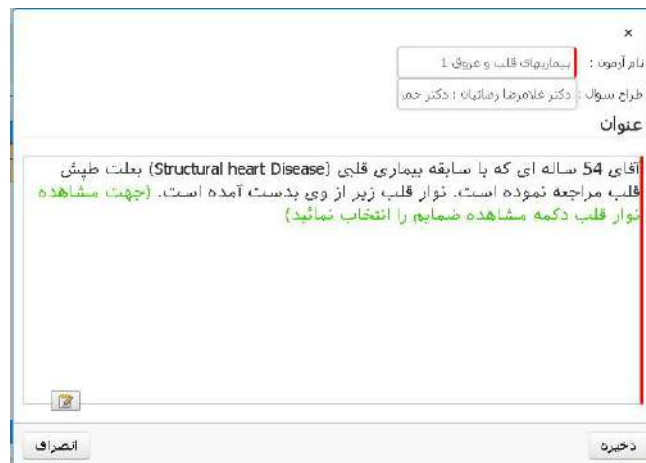 ×
نام آزمون : بیماریهای قلب و عروق 1
طراح سوال : دکتر غلامرضا رضائیان ; دکتر حمی
عنوان
آقای 54 ساله ای که با سابقه بیماری قلبی (Structural heart Disease) بعلت طپش
قلب مراجعه نموده است. نوار قلب زیر از وی بدست آمده است. (جهت مشاهده
نوار قلب دکمه مشاهده ضمایم را انتخاب نمائید)
ذخیره
انصراف